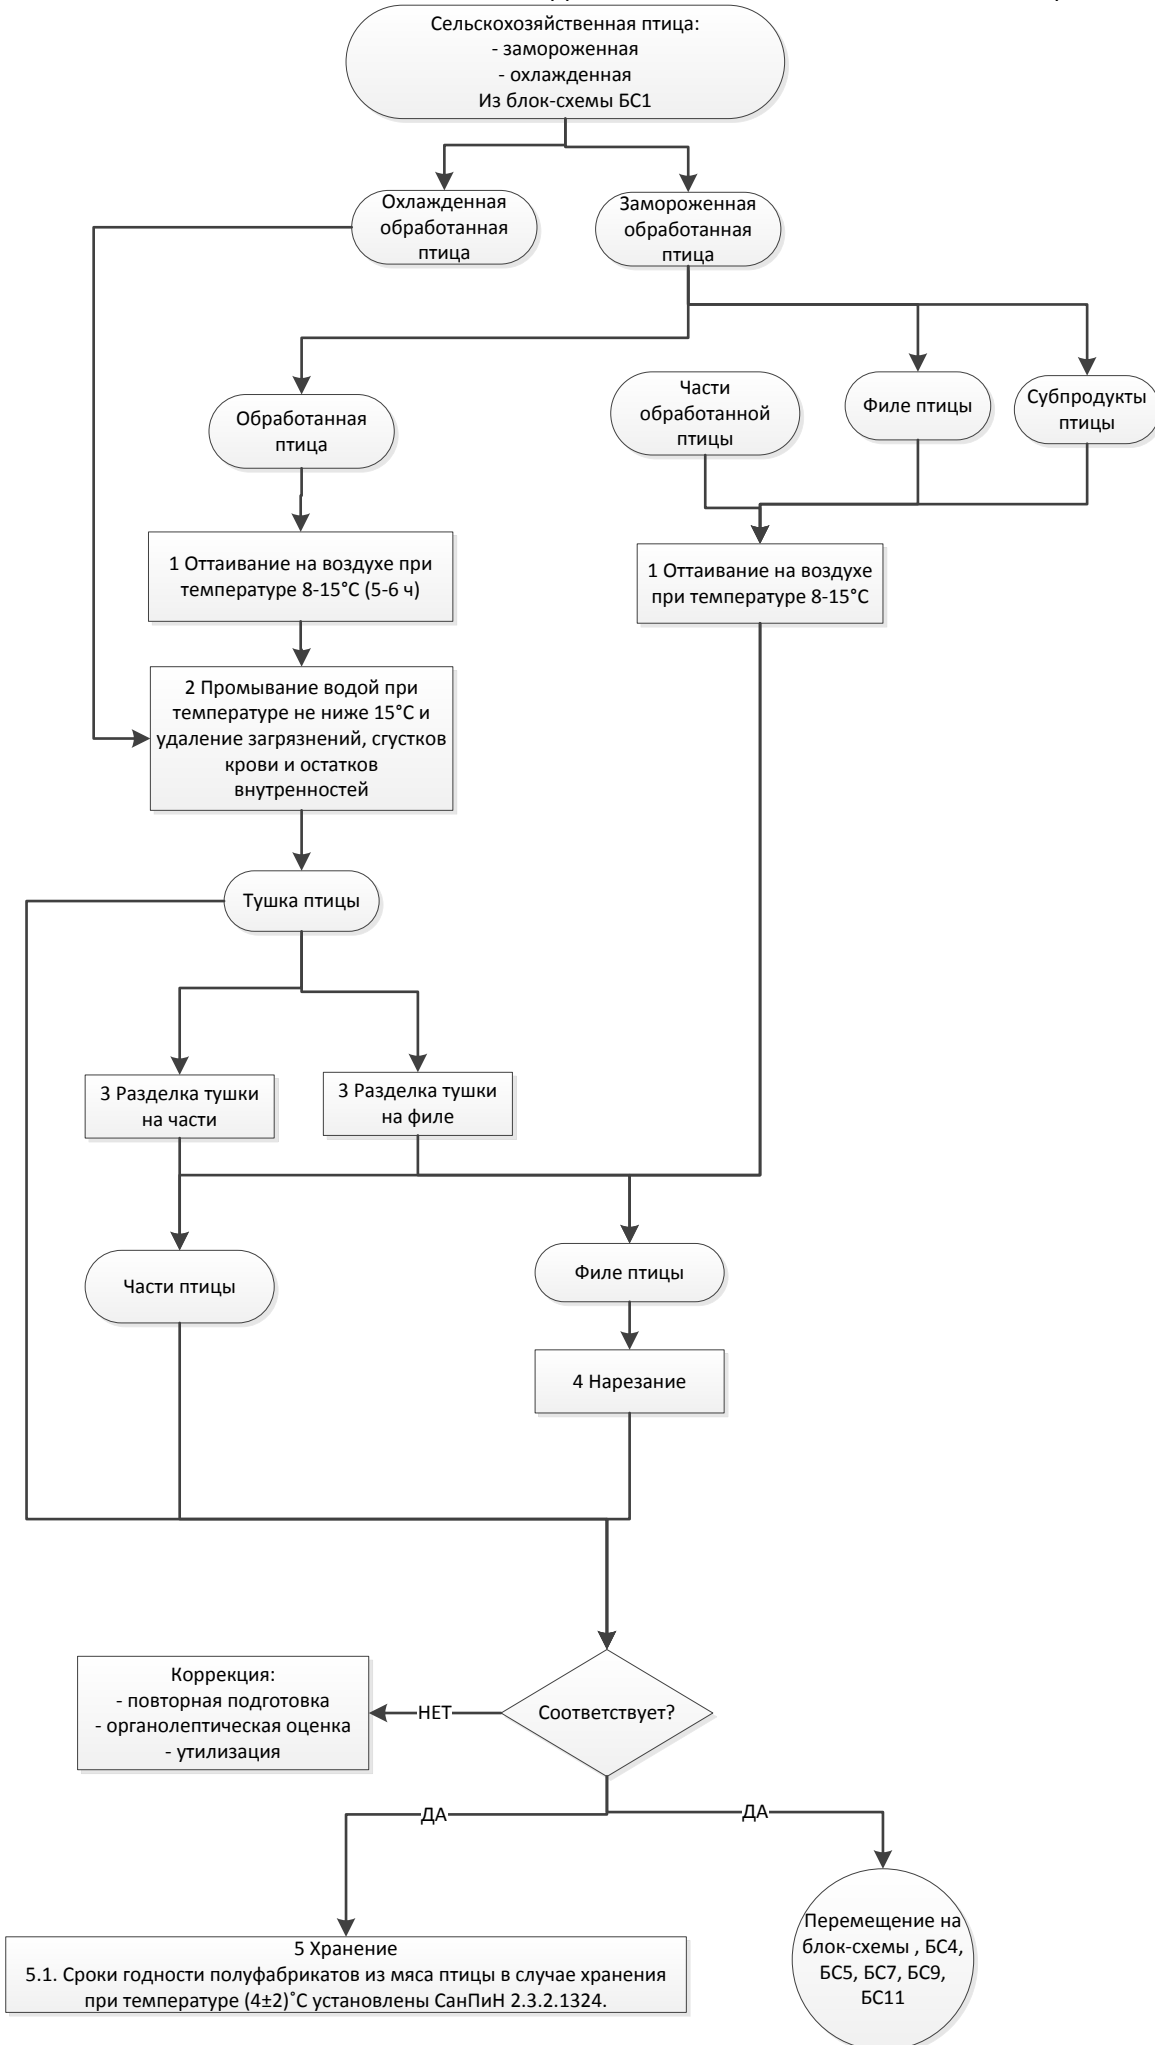 Сельскохозяйственная птица:
- замороженная
- охлажденная
Из блок-схемы БС1
Охлажденная
обработанная
птица
Замороженная
обработанная
птица
Обработанная
птица
Части
обработанной
птицы
Филе птицы
Субпродукты
птицы
1 Оттаивание на воздухе при
температуре 8-15°С (5-6 ч)
1 Оттаивание на воздухе
при температуре 8-15°С
2 Промывание водой при
температуре не ниже 15°С и
удаление загрязнений, сгустков
крови и остатков
внутренностей
Тушка птицы
3 Разделка тушки
на части
3 Разделка тушки
на филе
Части птицы
Филе птицы
4 Нарезание
Соответствует?
НЕТ
Коррекция:
- повторная подготовка
- органолептическая оценка
- утилизация
ДА
ДА
5 Хранение
5.1. Сроки годности полуфабрикатов из мяса птицы в случае хранения
при температуре (4±2)˚С установлены СанПиН 2.3.2.1324.
Перемещение на
блок-схемы , БС4,
БС5, БС7, БС9,
БС11